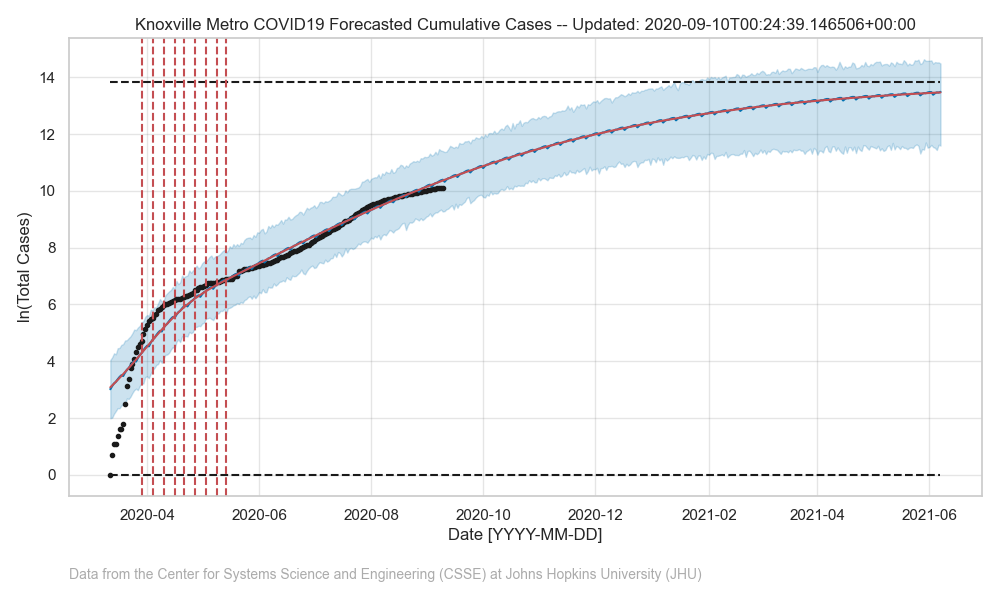 Knoxville Metro COVID19 Forecasted Cumulative Cases -- Updated: 2020-09-10T00:24:39.146506+00:00
ln(Total Cases)
14
12
10
8
6
4
2
0
2020-04 2020-06 2020-08 2020-10 2020-12 2021-02 2021-04 2021-06
Date [YYYY-MM-DD]
Data from the Center for Systems Science and Engineering (CSSE) at Johns Hopkins University (JHU)